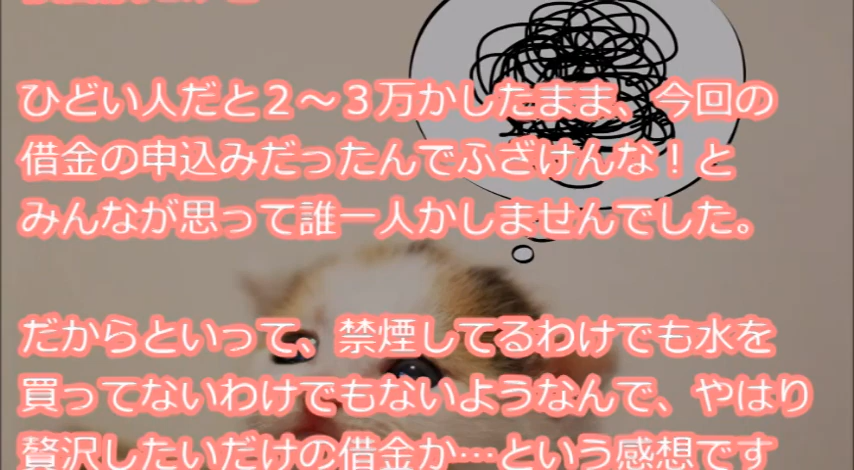 ひどい人だと２～３万かしたまま、今回の
借金の申込みだったんでふざけんな！と
みんなが思って誰一人かしませんでした。
だからといって、禁煙してるわけでも水を
買ってないわけでもないようなんで、やはり
贅沢したいだけの借金か…という感想です